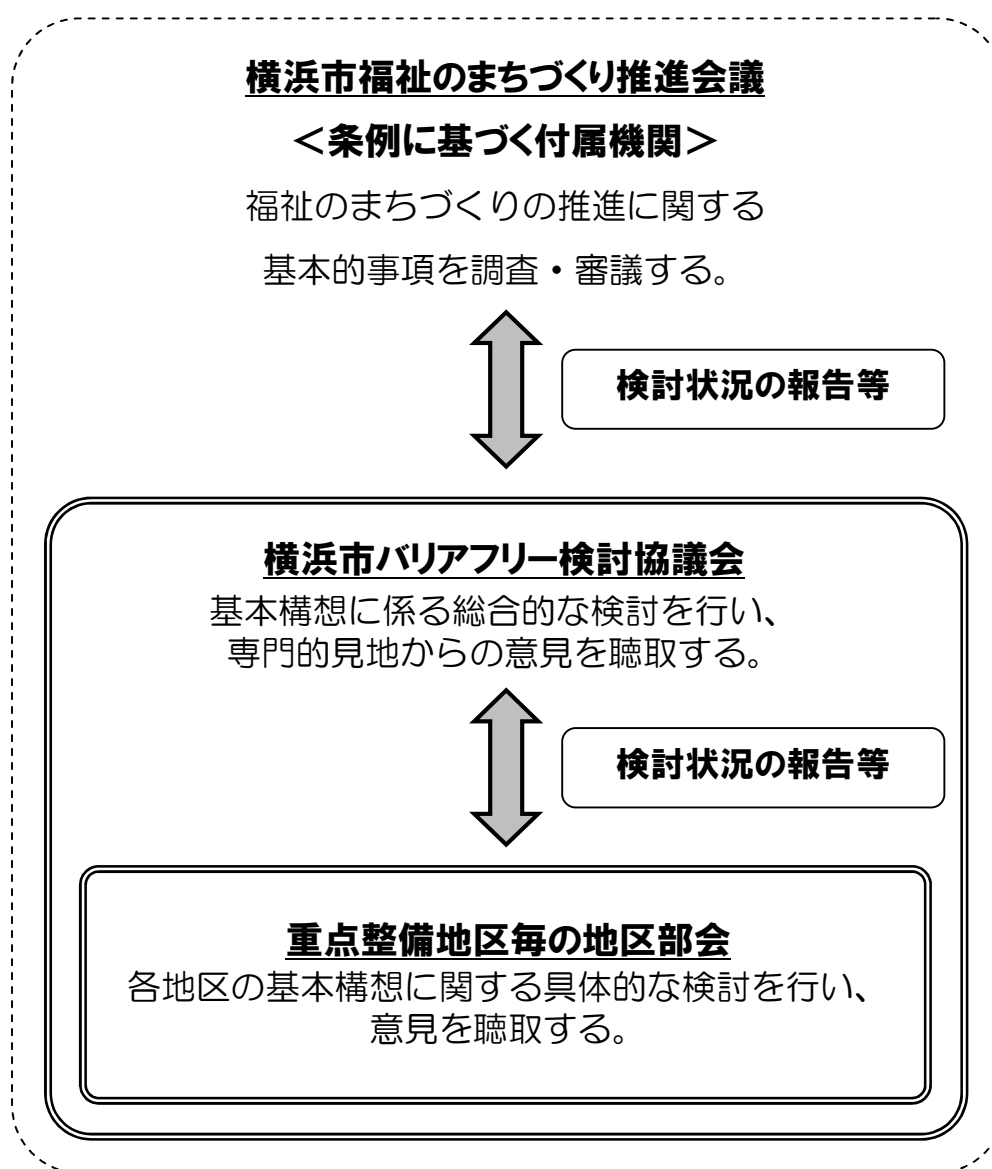 横浜市福祉のまちづくり推進会議
＜条例に基づく付属機関＞
福祉のまちづくりの推進に関する
基本的事項を調査・審議する。
検討状況の報告等
横浜市バリアフリー検討協議会
基本構想に係る総合的な検討を行い、
専門的見地からの意見を聴取する。
検討状況の報告等
重点整備地区毎の地区部会
各地区の基本構想に関する具体的な検討を行い、
意見を聴取する。